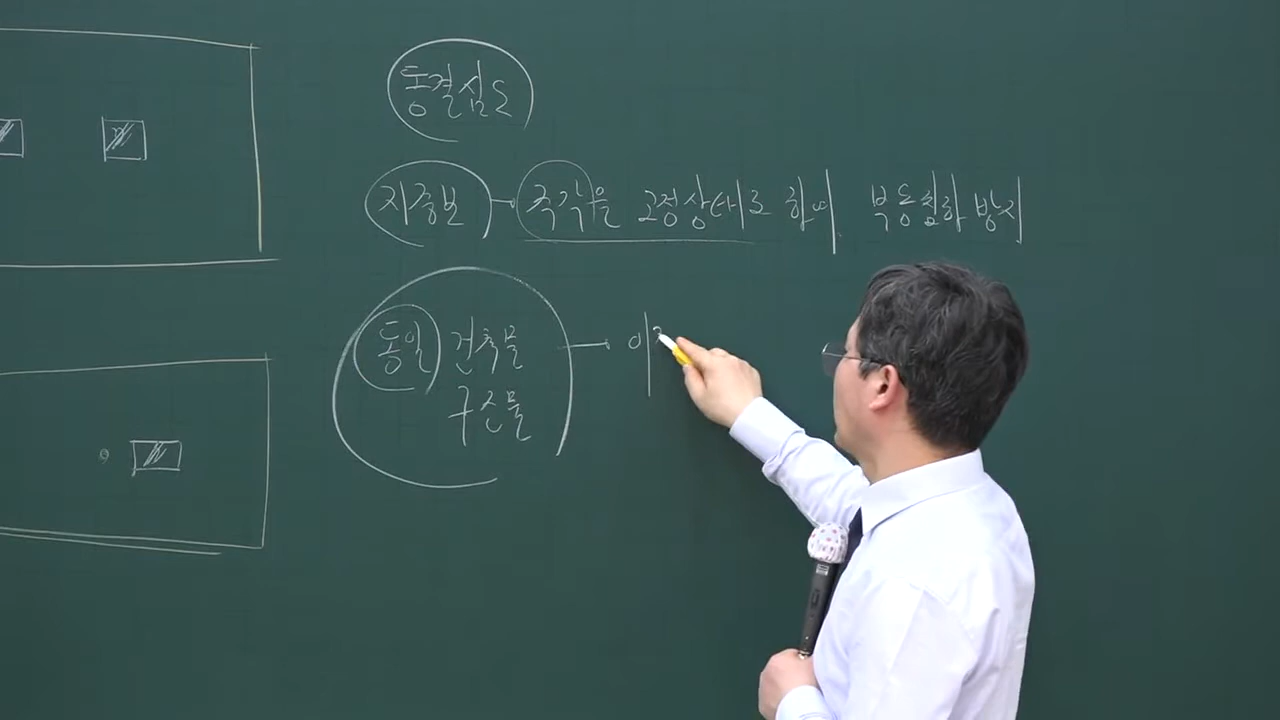 동결심도
지중보 → 주각을 고정상태로 하여 부동침하 방지
동일 건축물 → 이
구조물